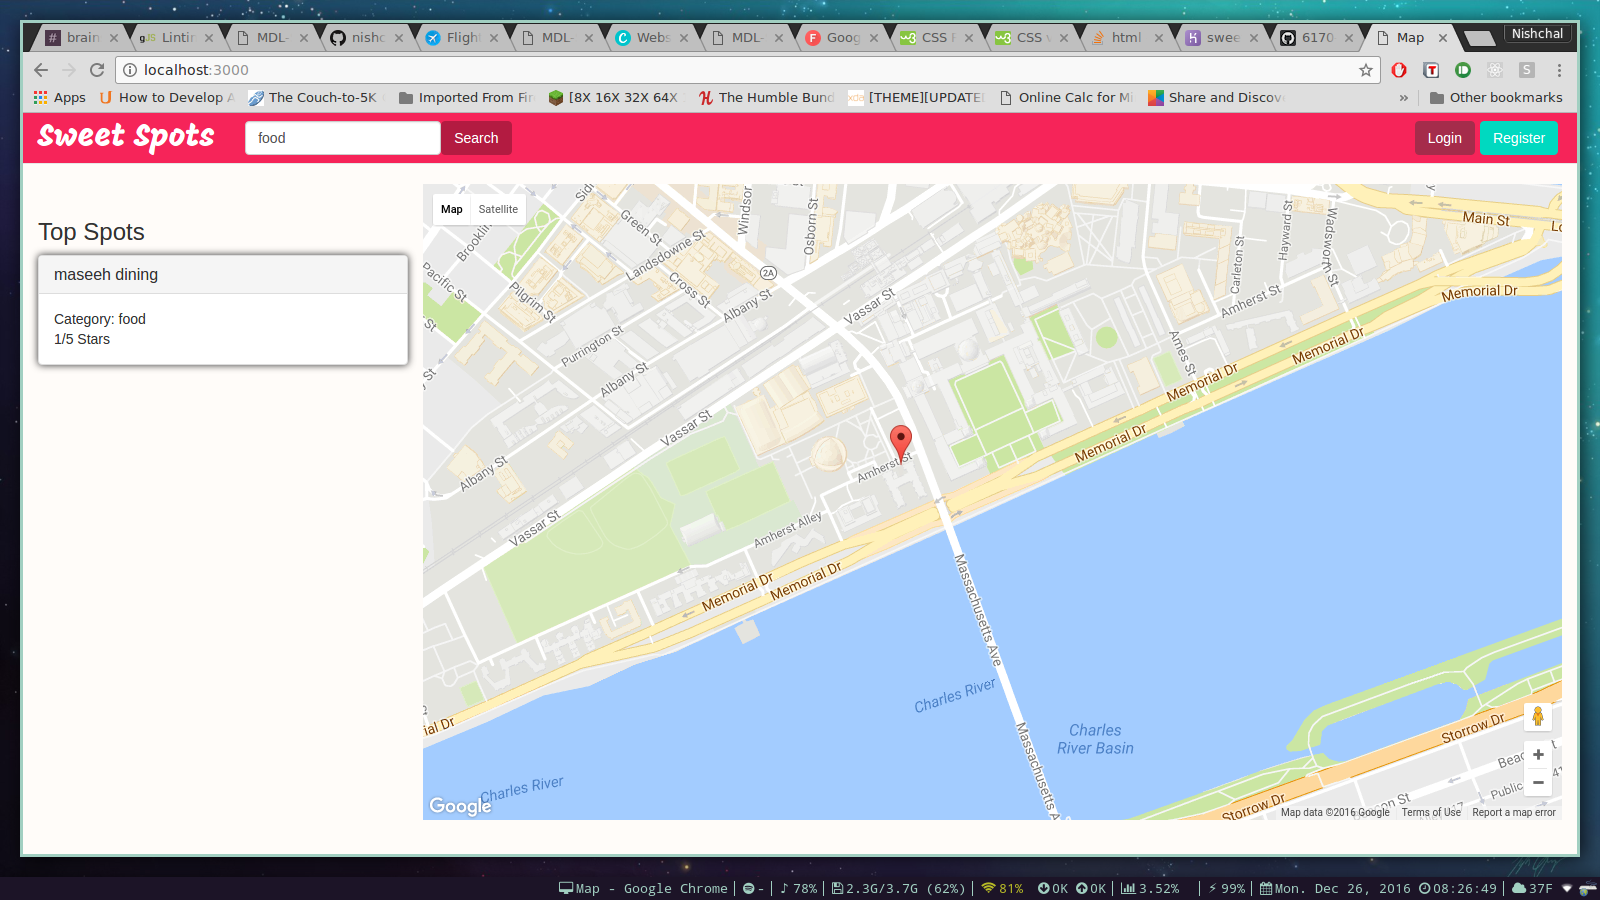 brain
Lintin
MDL-
nishc
Flight
MDL-
Webs
MDL-
Goog
CSS
CSS v
html
swee
6170
Map
Nishchal
localhost:3000
Apps
How to Develop A
The Couch-to-5K
Imported From Fire
[8X 16X 32X 64X
The Humble Bund
[THEME][UPDATE
Online Calc for Mi
Share and Discove
»
Other bookmarks
Sweet Spots
food
Search
Login
Register
Top Spots
maseeh dining
Category: food
1/5 Stars
Map
Satellite
Brooklin
Pacific St
Pilgrim St
Green St
Landsdowne St
Cross St
Windsor
Osborn St
2A
Albany St
Vassar St
Purrington St
Albany St
Vassar St
Albany St
Vassar St
Amherst St
Amherst Alley
Memorial Dr
Memorial Dr
Main St
Hayward St
Wadsworth St
Carleton St
Amherst St
Ames St
Memorial Dr
Memorial Dr
Memorial Dr
Memorial Dr
Massachusetts Ave
Massachusetts A
Charles River
Charles
River Basin
Charles River
ial Dr
Storrow Dr
Storrow Dr
Beac
Public
Google
Map data ©2016 Google
Terms of Use
Report a map error
Map - Google Chrome
-
78%
2.3G/3.7G (62%)
81%
0K
0K
3.52%
99%
Mon. Dec 26, 2016
08:26:49
37F